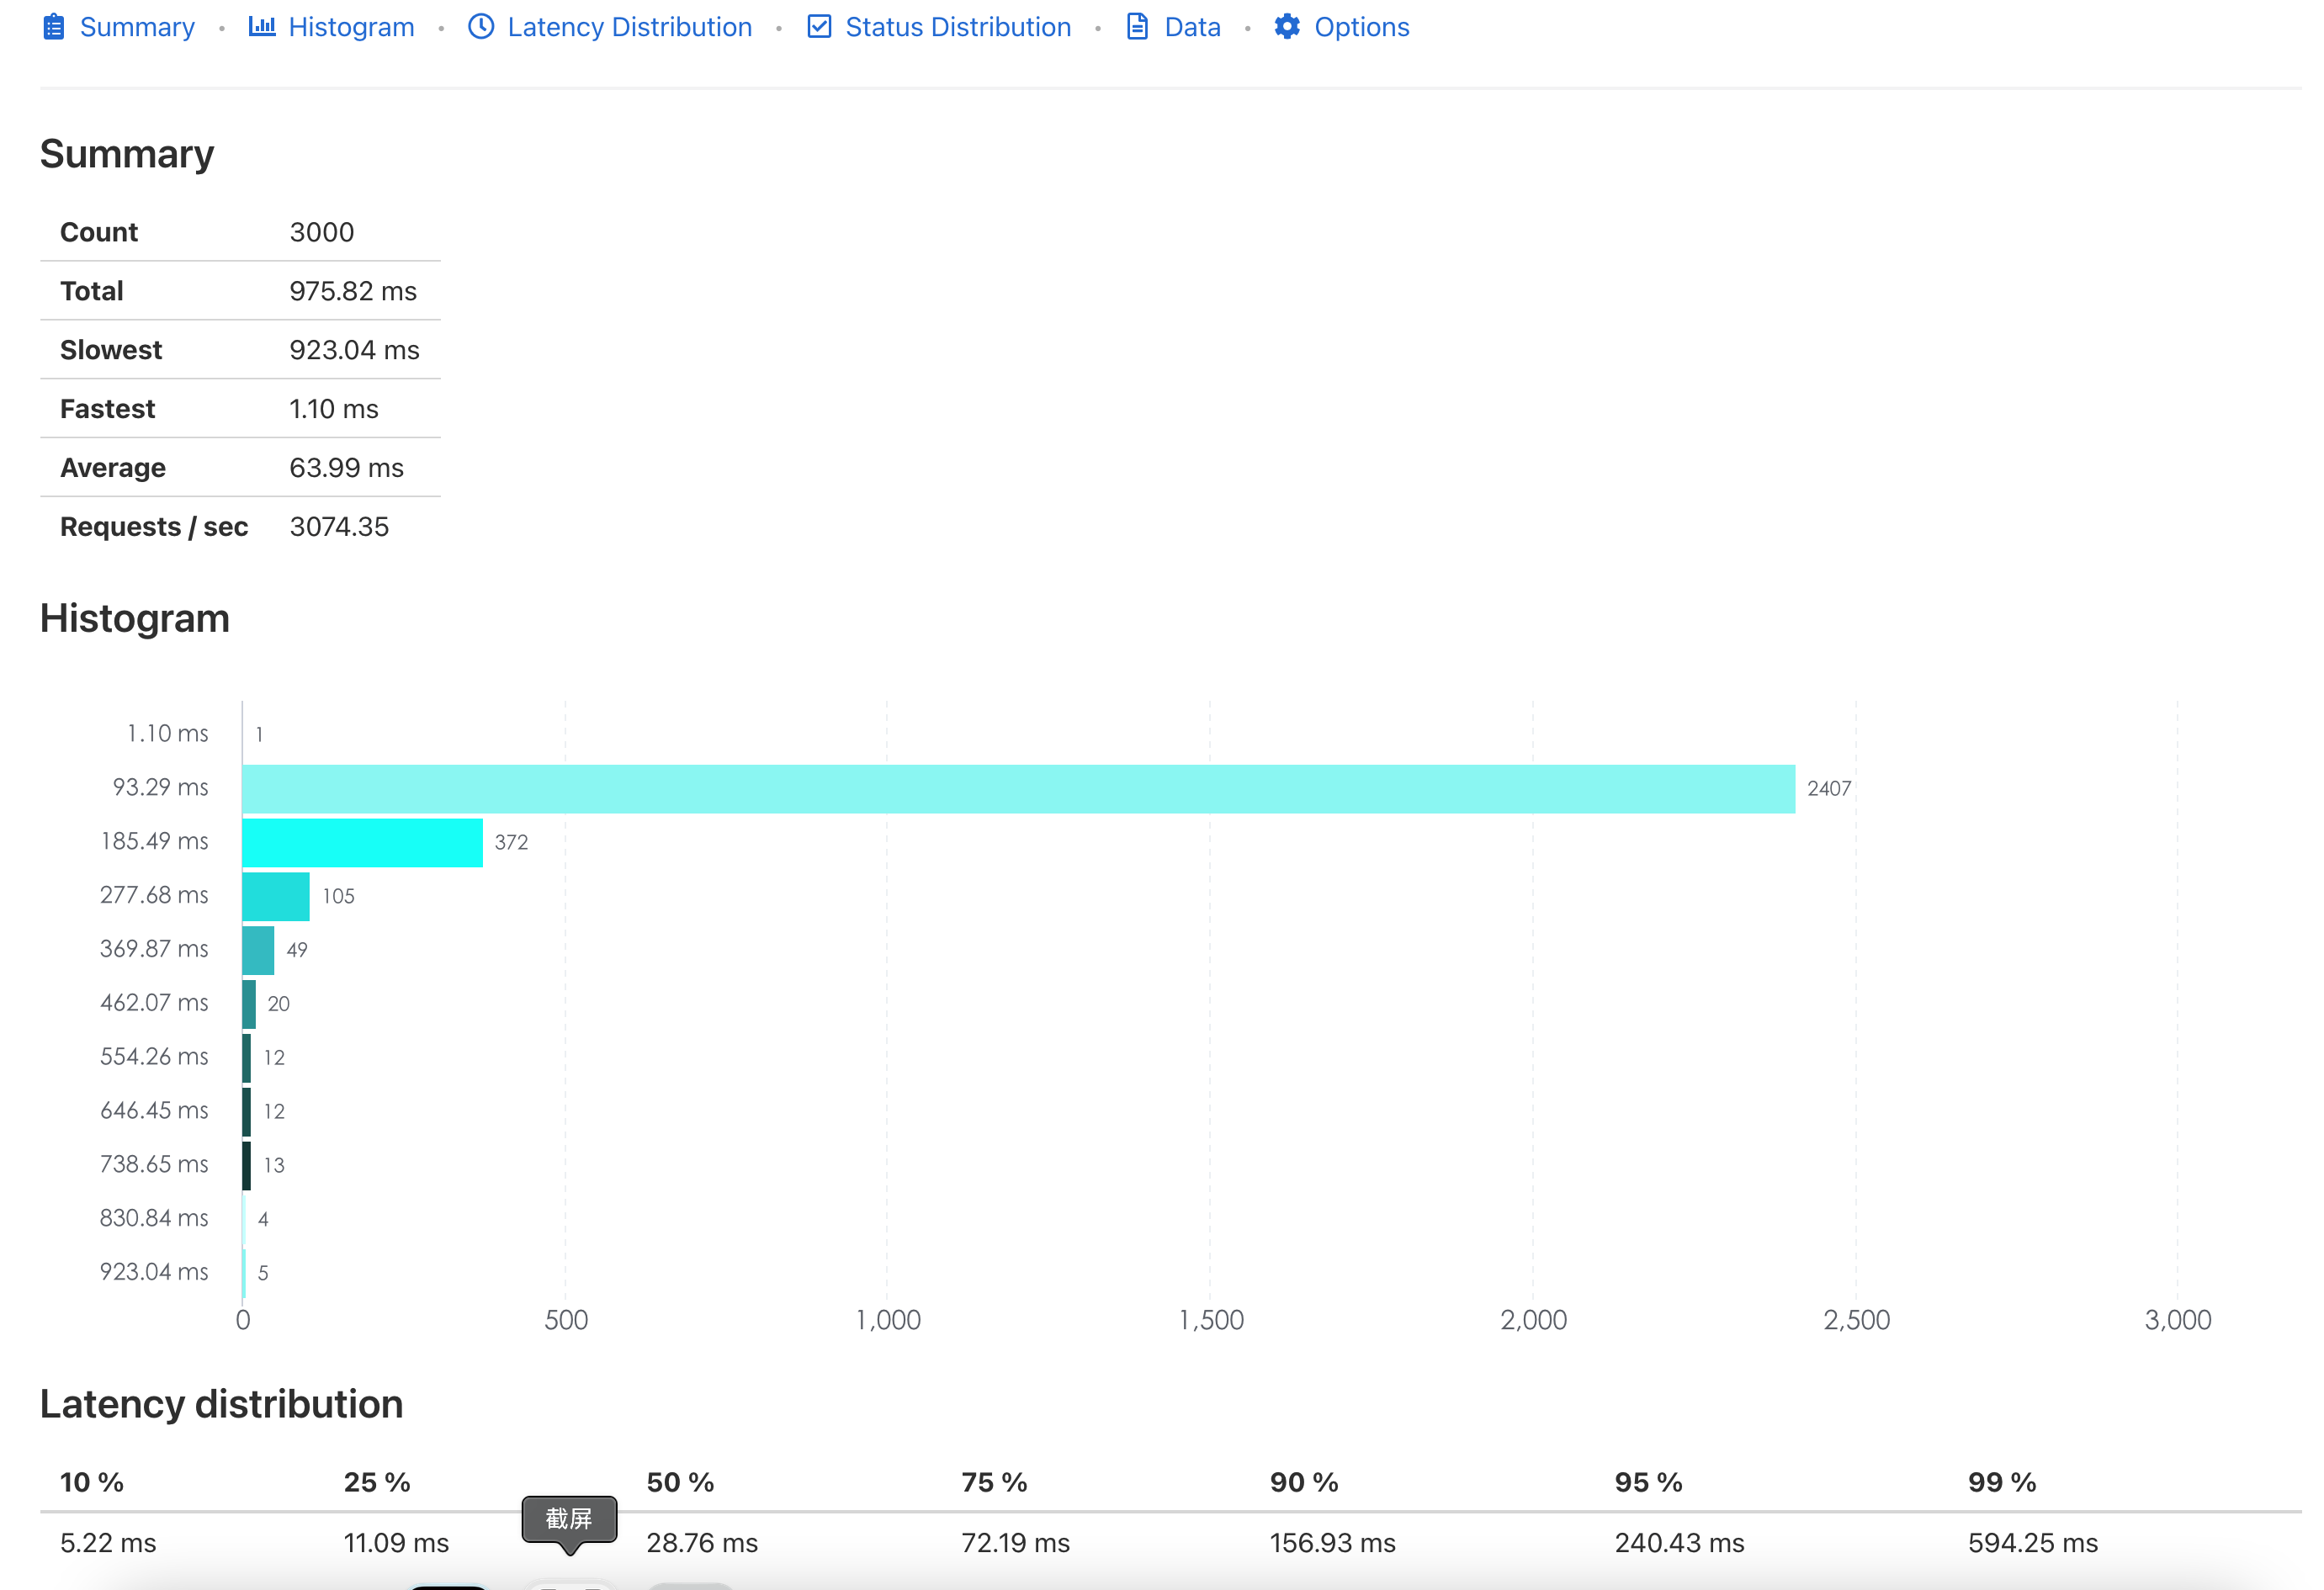 Summary · Histogram · Latency Distribution · Status Distribution · Data · Options
Summary
Count 3000
Total 975.82 ms
Slowest 923.04 ms
Fastest 1.10 ms
Average 63.99 ms
Requests / sec 3074.35
Histogram
1.10 ms 1
93.29 ms 2407
185.49 ms 372
277.68 ms 105
369.87 ms 49
462.07 ms 20
554.26 ms 12
646.45 ms 12
738.65 ms 13
830.84 ms 4
923.04 ms 5
0 500 1,000 1,500 2,000 2,500 3,000
Latency distribution
10 % 25 % 50 % 75 % 90 % 95 % 99 %
截屏
5.22 ms 11.09 ms 28.76 ms 72.19 ms 156.93 ms 240.43 ms 594.25 ms